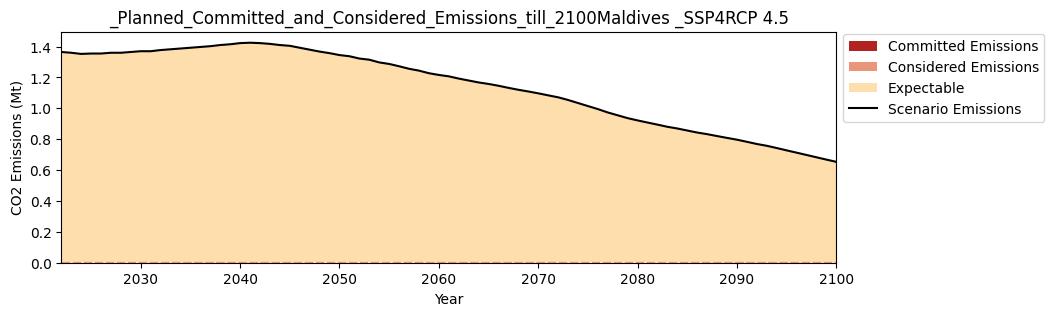 _Planned_Committed_and_Considered_Emissions_till_2100Maldives _SSP4RCP 4.5
CO2 Emissions (Mt)
1.4
1.2
1.0
0.8
0.6
0.4
0.2
0.0
2030 2040 2050 2060 2070 2080 2090 2100
Year
Committed Emissions
Considered Emissions
Expectable
Scenario Emissions